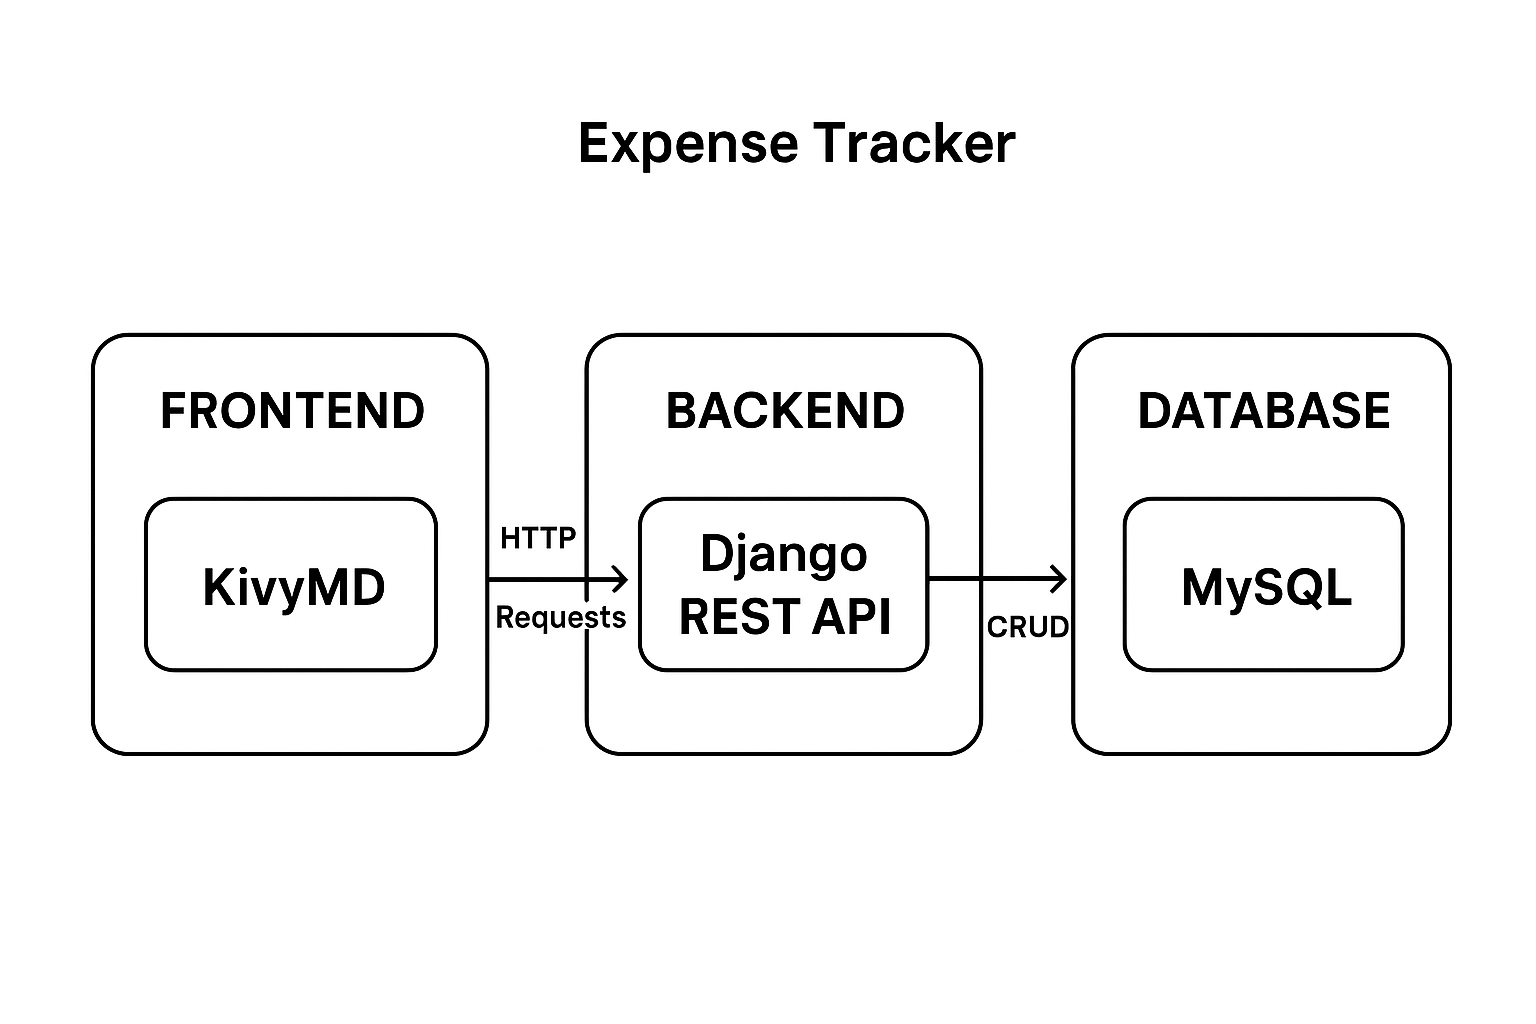 Expense Tracker
FRONTEND
KivyMD
HTTP
Requests
BACKEND
Django
REST API
CRUD
DATABASE
MySQL